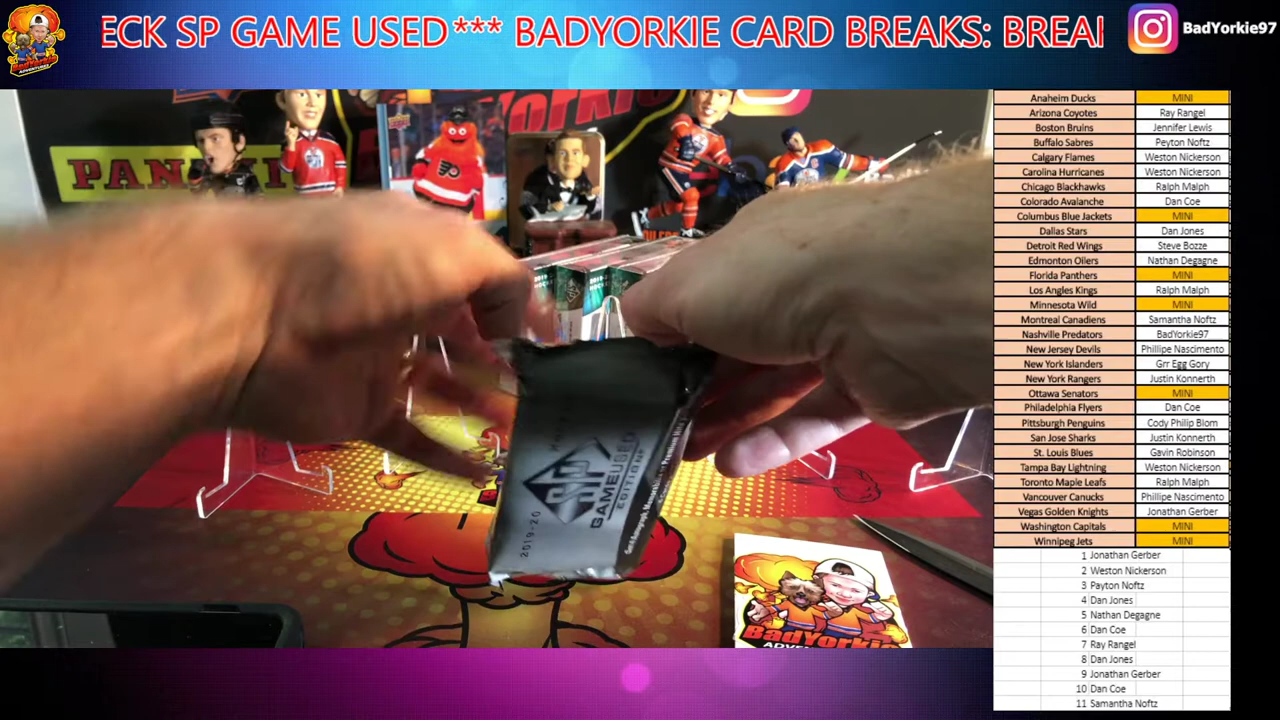 ECK SP GAME USED*** BADYORKIE CARD BREAKS: BREAK
BadYorkie97
BadYorkie
ADVENTURES
PANINI
2019-20
SP
GAMEUSED
EDITION
BadYorkie
Anaheim Ducks MINI
Arizona Coyotes Ray Rangel
Boston Bruins Jennifer Lewis
Buffalo Sabres Peyton Noftz
Calgary Flames Weston Nickerson
Carolina Hurricanes Weston Nickerson
Chicago Blackhawks Ralph Malph
Colorado Avalanche Dan Coe
Columbus Blue Jackets MINI
Dallas Stars Dan Jones
Detroit Red Wings Steve Bozze
Edmonton Oilers Nathan Degagne
Florida Panthers MINI
Los Angles Kings Ralph Malph
Minnesota Wild MINI
Montreal Canadiens Samantha Noftz
Nashville Predators BadYorkie97
New Jersey Devils Phillipe Nascimento
New York Islanders Grr Egg Gory
New York Rangers Justin Konnerth
Ottawa Senators MINI
Philadelphia Flyers Dan Coe
Pittsburgh Penguins Cody Philip Blom
San Jose Sharks Justin Konnerth
St. Louis Blues Gavin Robinson
Tampa Bay Lightning Weston Nickerson
Toronto Maple Leafs Ralph Malph
Vancouver Canucks Phillipe Nascimento
Vegas Golden Knights Jonathan Gerber
Washington Capitals MINI
Winnipeg Jets MINI
1 Jonathan Gerber
2 Weston Nickerson
3 Payton Noftz
4 Dan Jones
5 Nathan Degagne
6 Dan Coe
7 Ray Rangel
8 Dan Jones
9 Jonathan Gerber
10 Dan Coe
11 Samantha Noftz